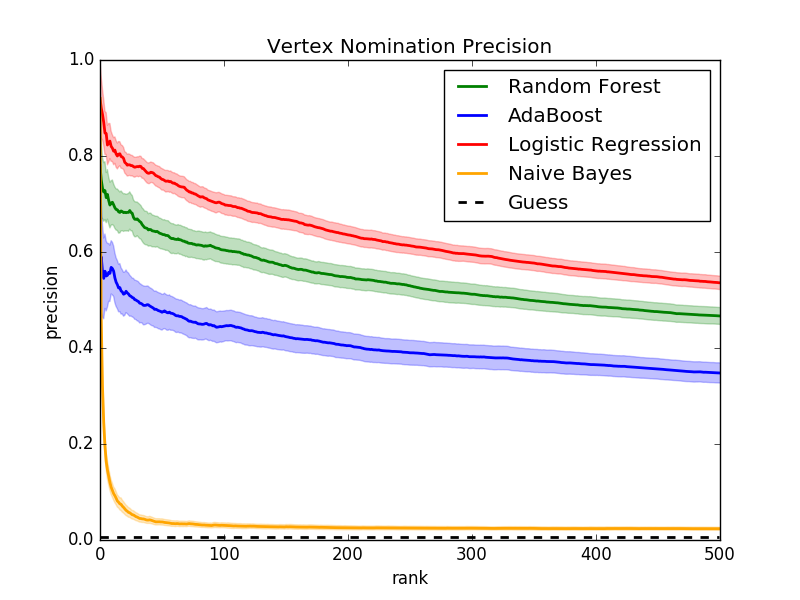 Vertex Nomination Precision
1.0
0.8
0.6
0.4
0.2
0.0
precision
0 100 200 300 400 500
rank
Random Forest
AdaBoost
Logistic Regression
Naive Bayes
Guess